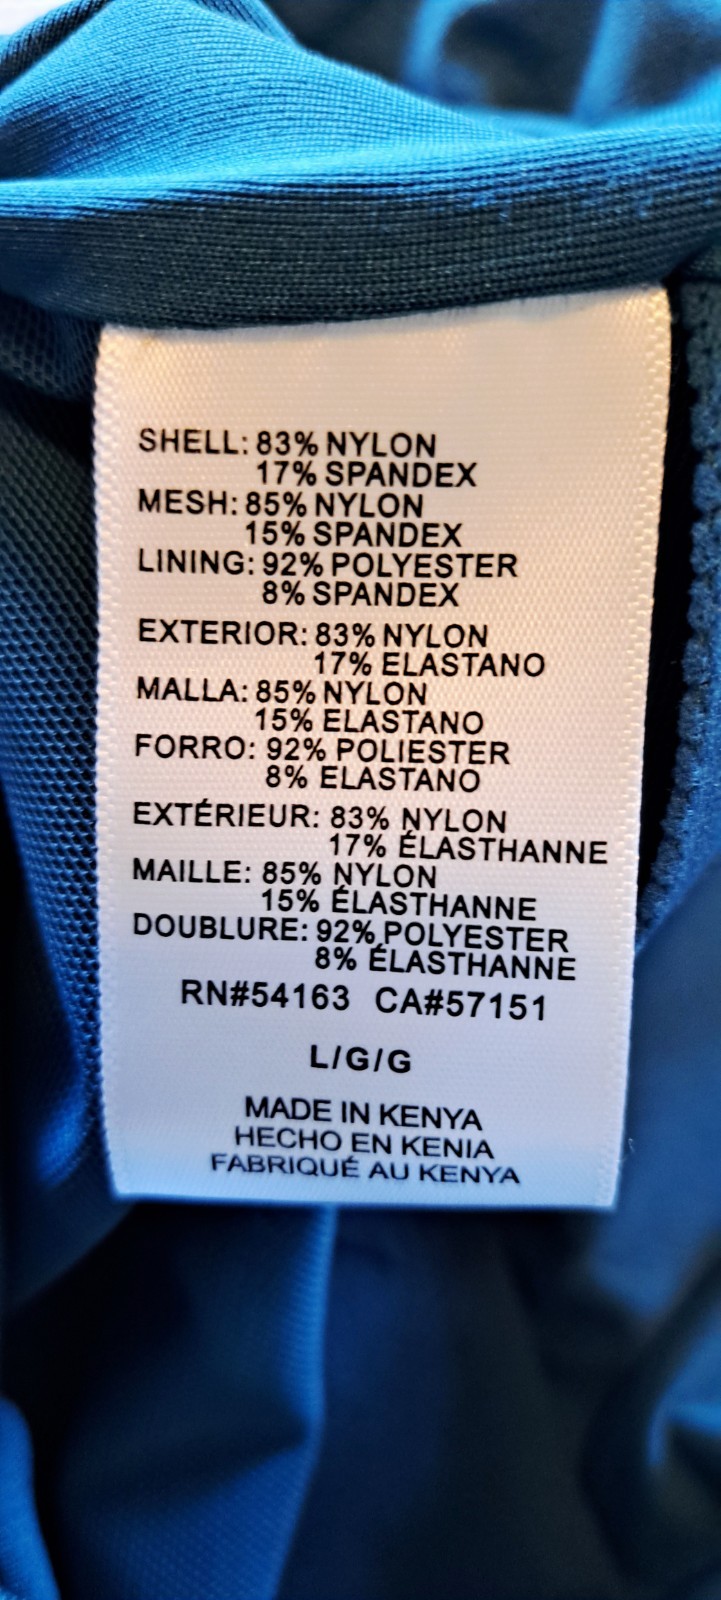 SHELL: 83% NYLON
17% SPANDEX
MESH: 85% NYLON
15% SPANDEX
LINING: 92% POLYESTER
8% SPANDEX
EXTERIOR: 83% NYLON
17% ELASTANO
MALLA: 85% NYLON
15% ELASTANO
FORRO: 92% POLIESTER
8% ELASTANO
EXTÉRIEUR: 83% NYLON
17% ÉLASTHANNE
MAILLE: 85% NYLON
15% ÉLASTHANNE
DOUBLURE: 92% POLYESTER
8% ÉLASTHANNE
RN#54163 CA#57151
L/G/G
MADE IN KENYA
HECHO EN KENIA
FABRIQUÉ AU KENYA